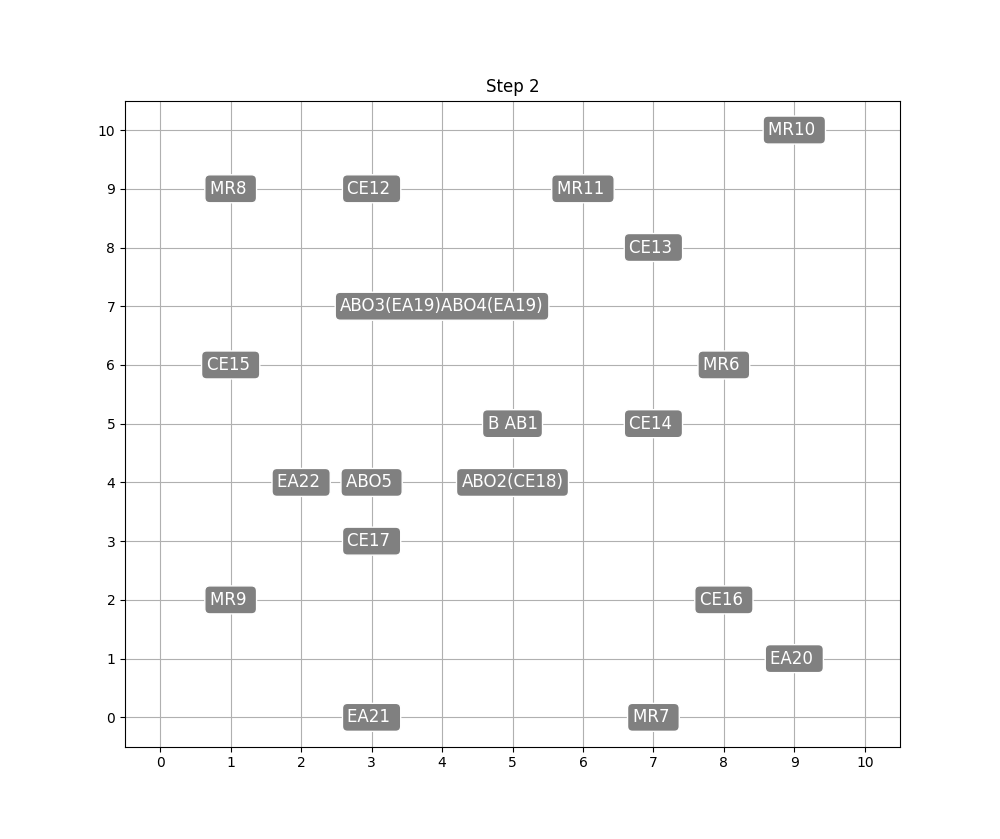 Step 2
10 MR10
9 MR8 CE12 MR11
8 CE13
7 ABO3(EA19)ABO4(EA19)
6 CE15 MR6
5 B AB1 CE14
4 EA22 ABO5 ABO2(CE18)
3 CE17
2 MR9 CE16
1 EA20
0 EA21 MR7
0 1 2 3 4 5 6 7 8 9 10